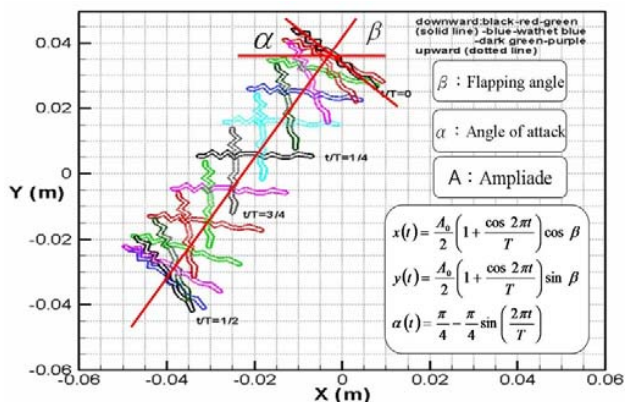 downward:black-red-green
(solid line) -blue-wathet blue
-dark green-purple
upward (dotted line)
α
β
β : Flapping angle
α : Angle of attack
A : Ampliade
x(t) = A₀/2 (1 + cos 2πt/T) cos β
y(t) = A₀/2 (1 + cos 2πt/T) sin β
α(t) = π/4 − π/4 sin(2πt/T)
t/T=0
t/T=1/4
t/T=3/4
t/T=1/2
Y (m)
0.04
0.02
0
-0.02
-0.04
-0.06
-0.06
-0.04
-0.02
0
0.02
0.04
0.06
X (m)